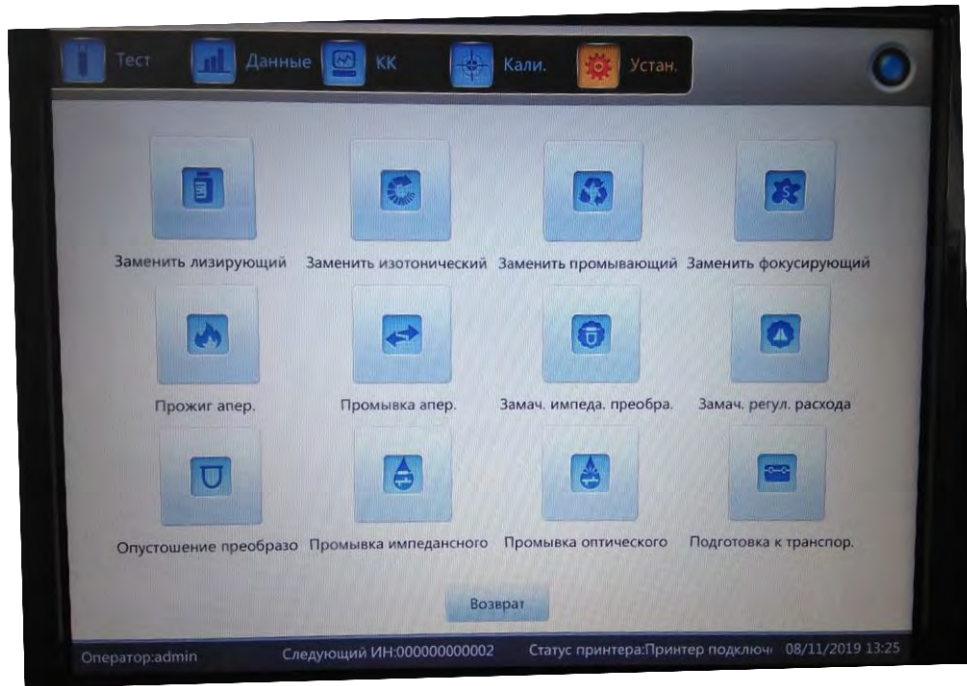 Тест Данные КК Кали. Устан.
Заменить лизирующий Заменить изотонический Заменить промывающий Заменить фокусирующий
Прожиг апер. Промывка апер. Замач. импеда. преобра. Замач. регул. расхода
Опустошение преобразо Промывка импедансного Промывка оптического Подготовка к транспор.
Возврат
Оператор:admin Следующий ИН:000000000002 Статус принтера:Принтер подключ 08/11/2019 13:25